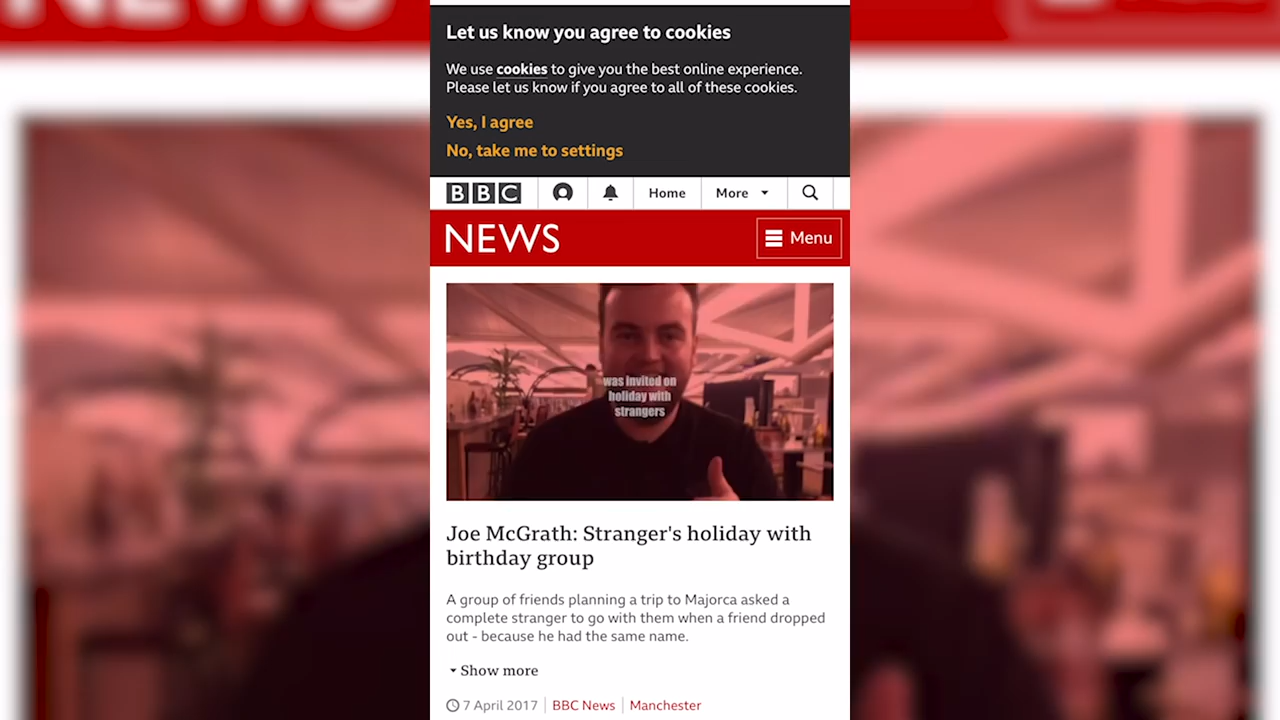 Let us know you agree to cookies
We use cookies to give you the best online experience.
Please let us know if you agree to all of these cookies.
Yes, I agree
No, take me to settings
BBC
Home
More
NEWS
Menu
was invited on
holiday with
strangers
Joe McGrath: Stranger's holiday with
birthday group
A group of friends planning a trip to Majorca asked a
complete stranger to go with them when a friend dropped
out - because he had the same name.
Show more
7 April 2017
BBC News
Manchester